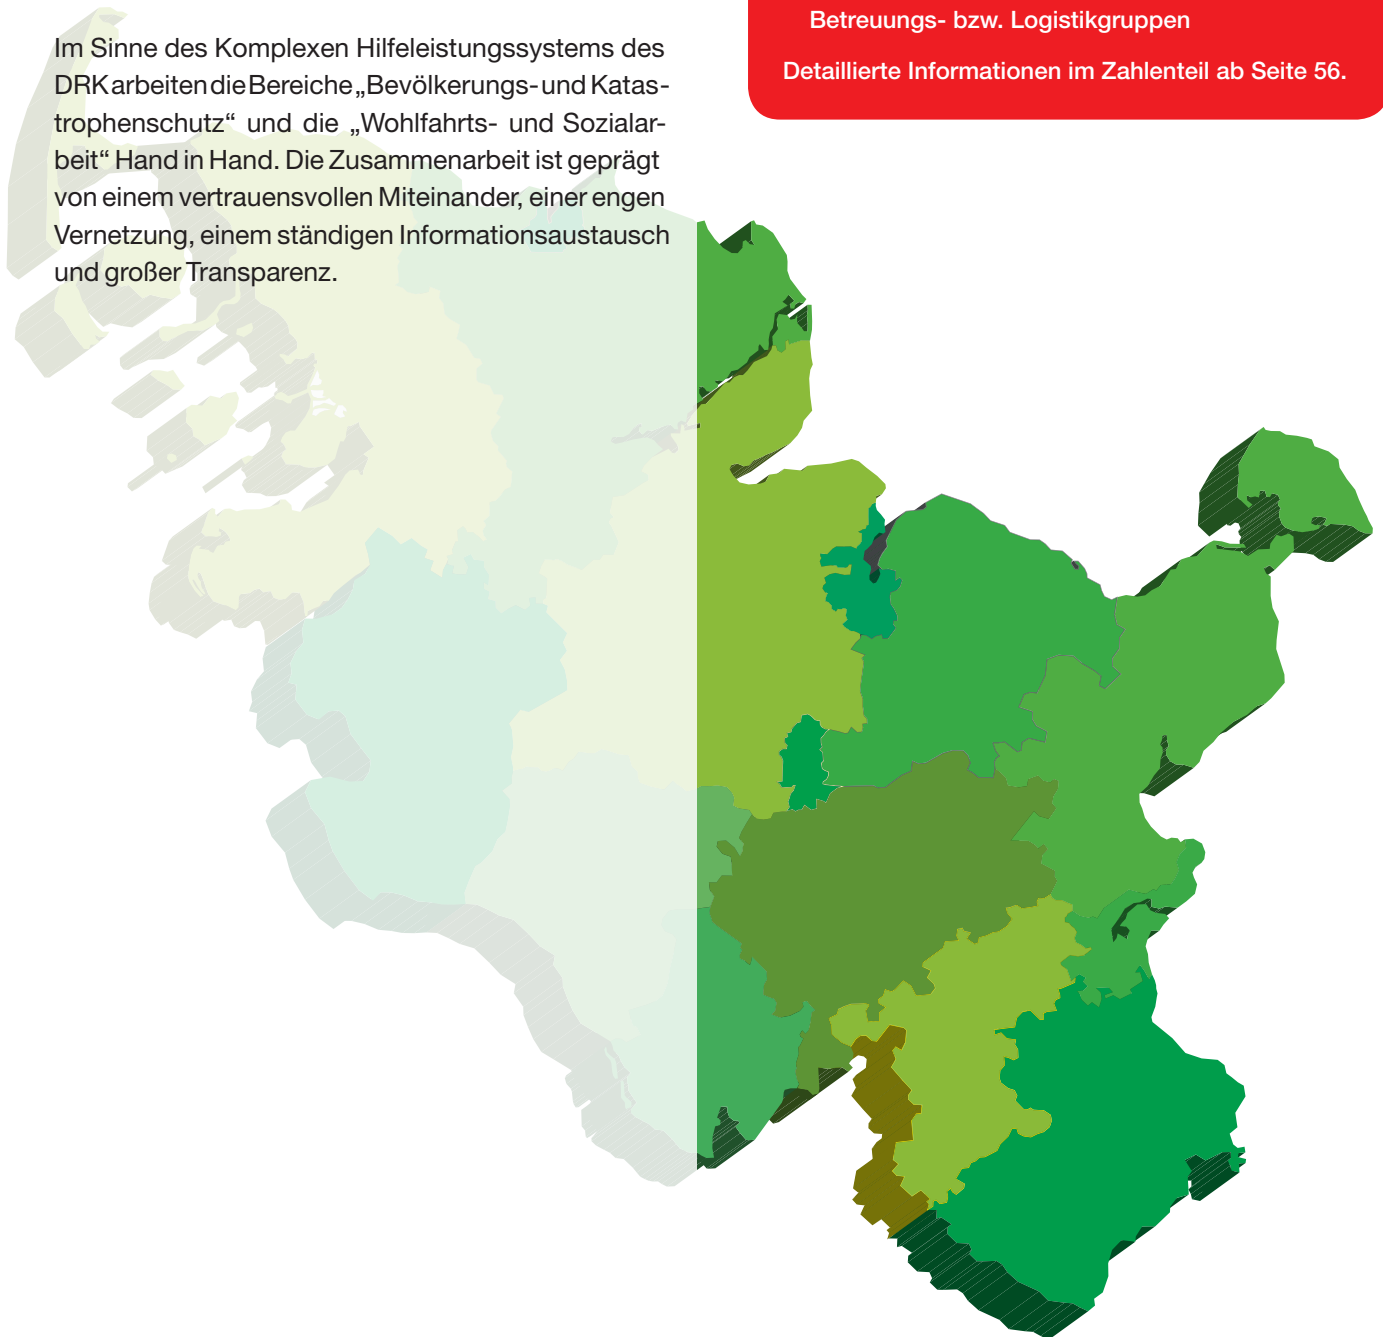 Im Sinne des Komplexen Hilfeleistungssystems des
DRK arbeiten die Bereiche „Bevölkerungs- und Katas-
trophenschutz“ und die „Wohlfahrts- und Sozialar-
beit“ Hand in Hand. Die Zusammenarbeit ist geprägt
von einem vertrauensvollen Miteinander, einer engen
Vernetzung, einem ständigen Informationsaustausch
und großer Transparenz.
Betreuungs- bzw. Logistikgruppen
Detaillierte Informationen im Zahlenteil ab Seite 56.